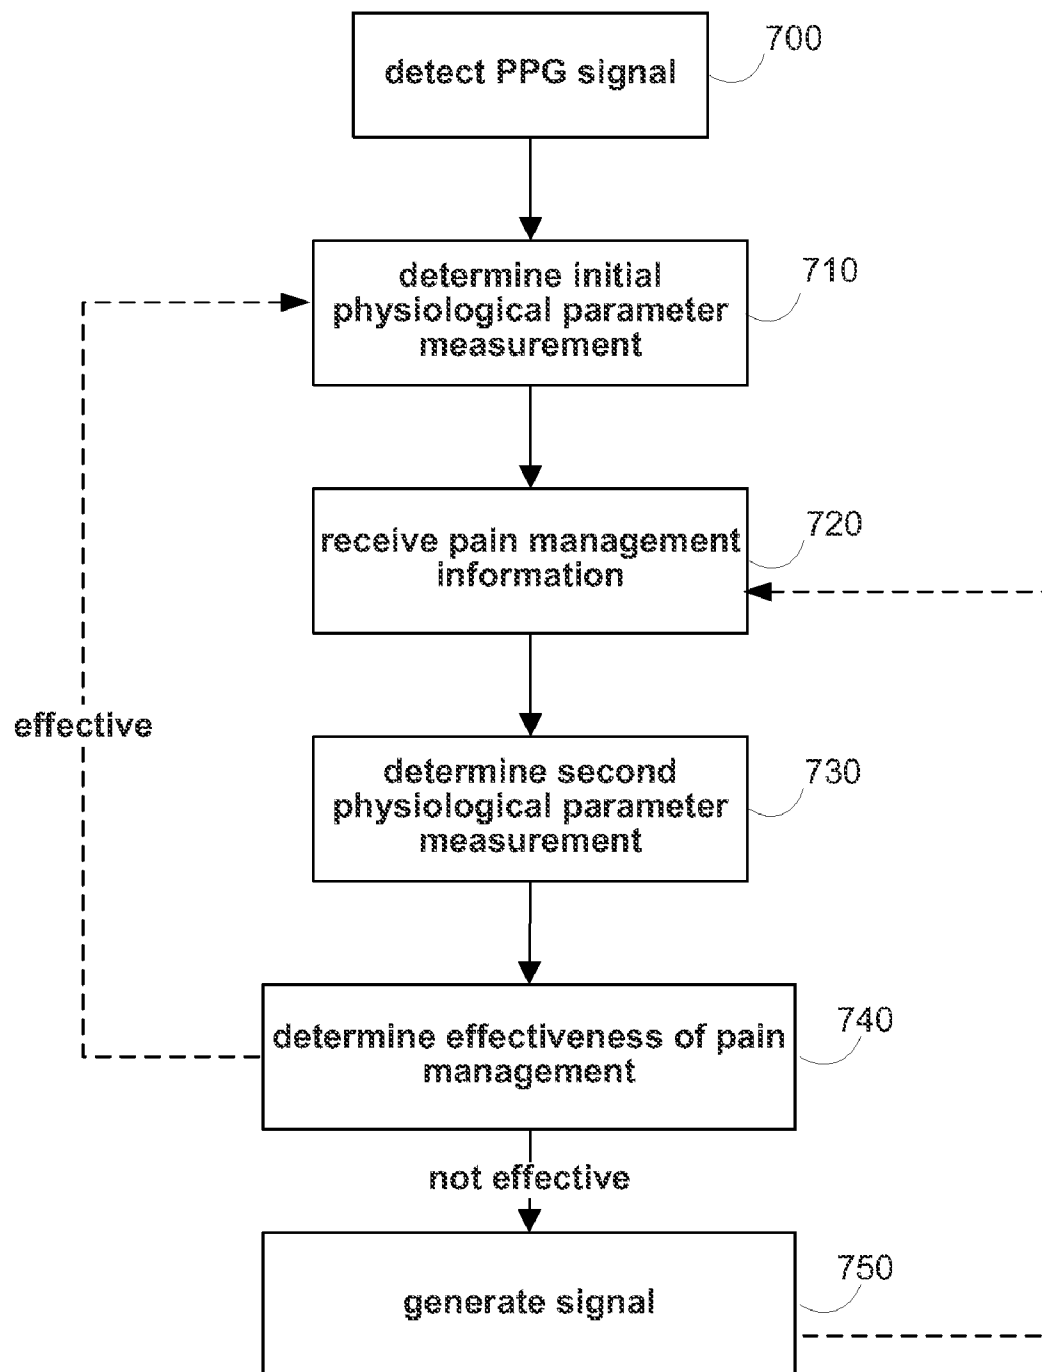 detect PPG signal
700
determine initial
physiological parameter
measurement
710
receive pain management
information
720
effective
determine second
physiological parameter
measurement
730
determine effectiveness of pain
management
740
not effective
generate signal
750